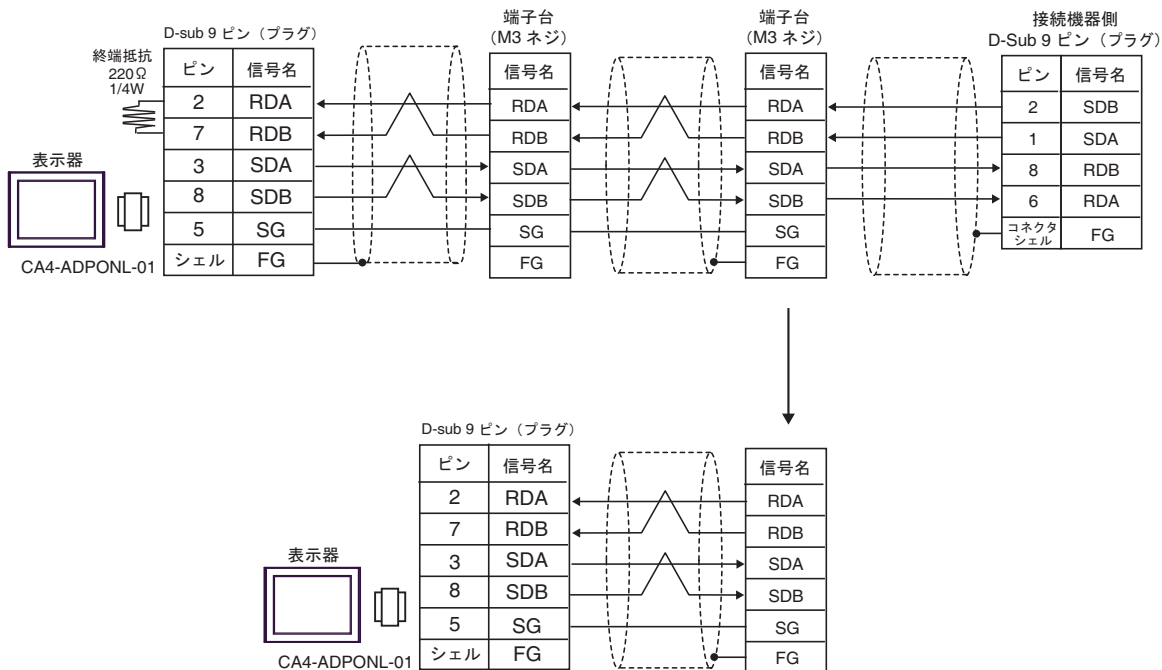 D-sub 9 ピン（プラグ）
終端抵抗
220Ω
1/4W
ピン 信号名
2 RDA
7 RDB
3 SDA
8 SDB
5 SG
シェル FG
表示器
CA4-ADPONL-01
端子台
(M3 ネジ)
信号名
RDA
RDB
SDA
SDB
SG
FG
端子台
(M3 ネジ)
信号名
RDA
RDB
SDA
SDB
SG
FG
接続機器側
D-Sub 9 ピン（プラグ）
ピン 信号名
2 SDB
1 SDA
8 RDB
6 RDA
コネクタ
シェル FG
D-sub 9 ピン（プラグ）
ピン 信号名
2 RDA
7 RDB
3 SDA
8 SDB
5 SG
シェル FG
表示器
CA4-ADPONL-01
信号名
RDA
RDB
SDA
SDB
SG
FG